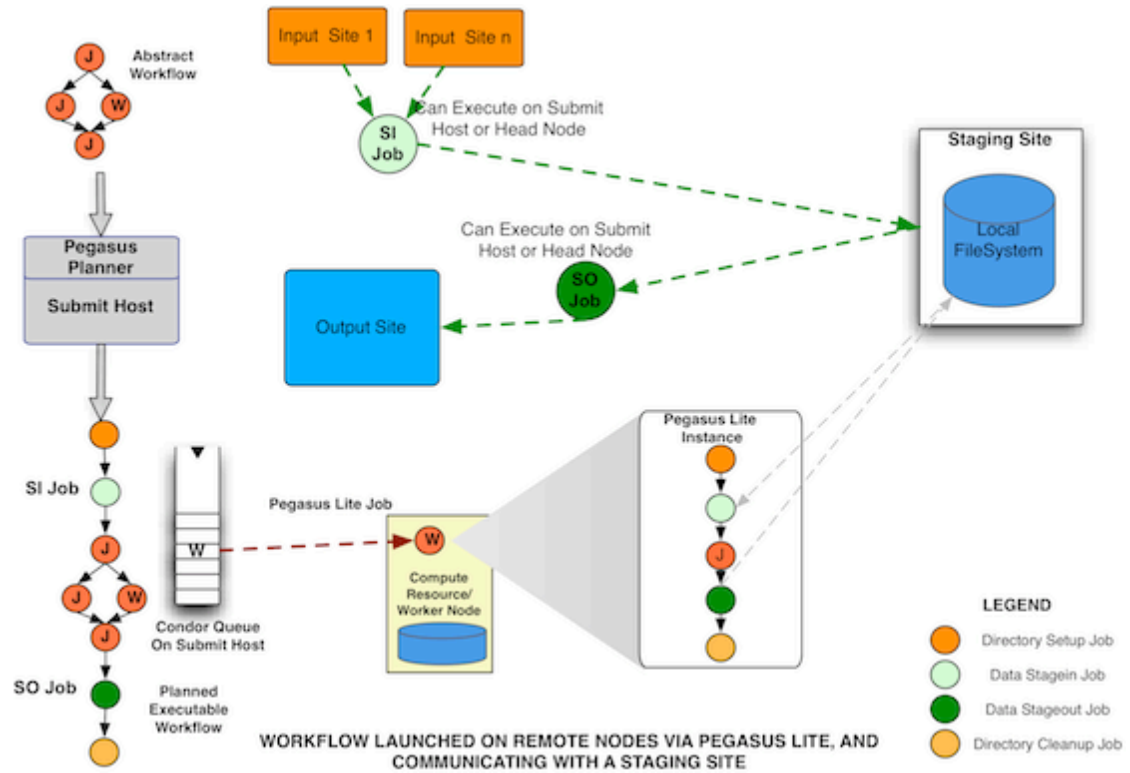 Input Site 1
Input Site n
J
Abstract
Workflow
J
W
J
Can Execute on Submit
Host or Head Node
SI
Job
Staging Site
Local
FileSystem
Pegasus
Planner
Submit Host
Can Execute on Submit
Host or Head Node
SO
Job
Output Site
Pegasus Lite
Instance
SI Job
Pegasus Lite Job
J
W
W
J
J
W
Compute
Resource/
Worker Node
J
Condor Queue
On Submit Host
SO Job
Planned
Executable
Workflow
LEGEND
Directory Setup Job
Data Stagein Job
Data Stageout Job
Directory Cleanup Job
WORKFLOW LAUNCHED ON REMOTE NODES VIA PEGASUS LITE, AND
COMMUNICATING WITH A STAGING SITE